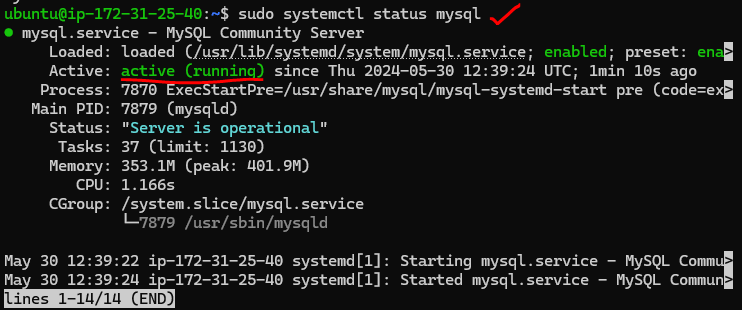 ubuntu@ip-172-31-25-40:~$ sudo systemctl status mysql
● mysql.service - MySQL Community Server
     Loaded: loaded (/usr/lib/systemd/system/mysql.service; enabled; preset: ena>
     Active: active (running) since Thu 2024-05-30 12:39:24 UTC; 1min 10s ago
    Process: 7870 ExecStartPre=/usr/share/mysql/mysql-systemd-start pre (code=ex>
   Main PID: 7879 (mysqld)
     Status: "Server is operational"
      Tasks: 37 (limit: 1130)
     Memory: 353.1M (peak: 401.9M)
        CPU: 1.166s
     CGroup: /system.slice/mysql.service
             └─7879 /usr/sbin/mysqld
May 30 12:39:22 ip-172-31-25-40 systemd[1]: Starting mysql.service - MySQL Commu>
May 30 12:39:24 ip-172-31-25-40 systemd[1]: Started mysql.service - MySQL Commun>
lines 1-14/14 (END)